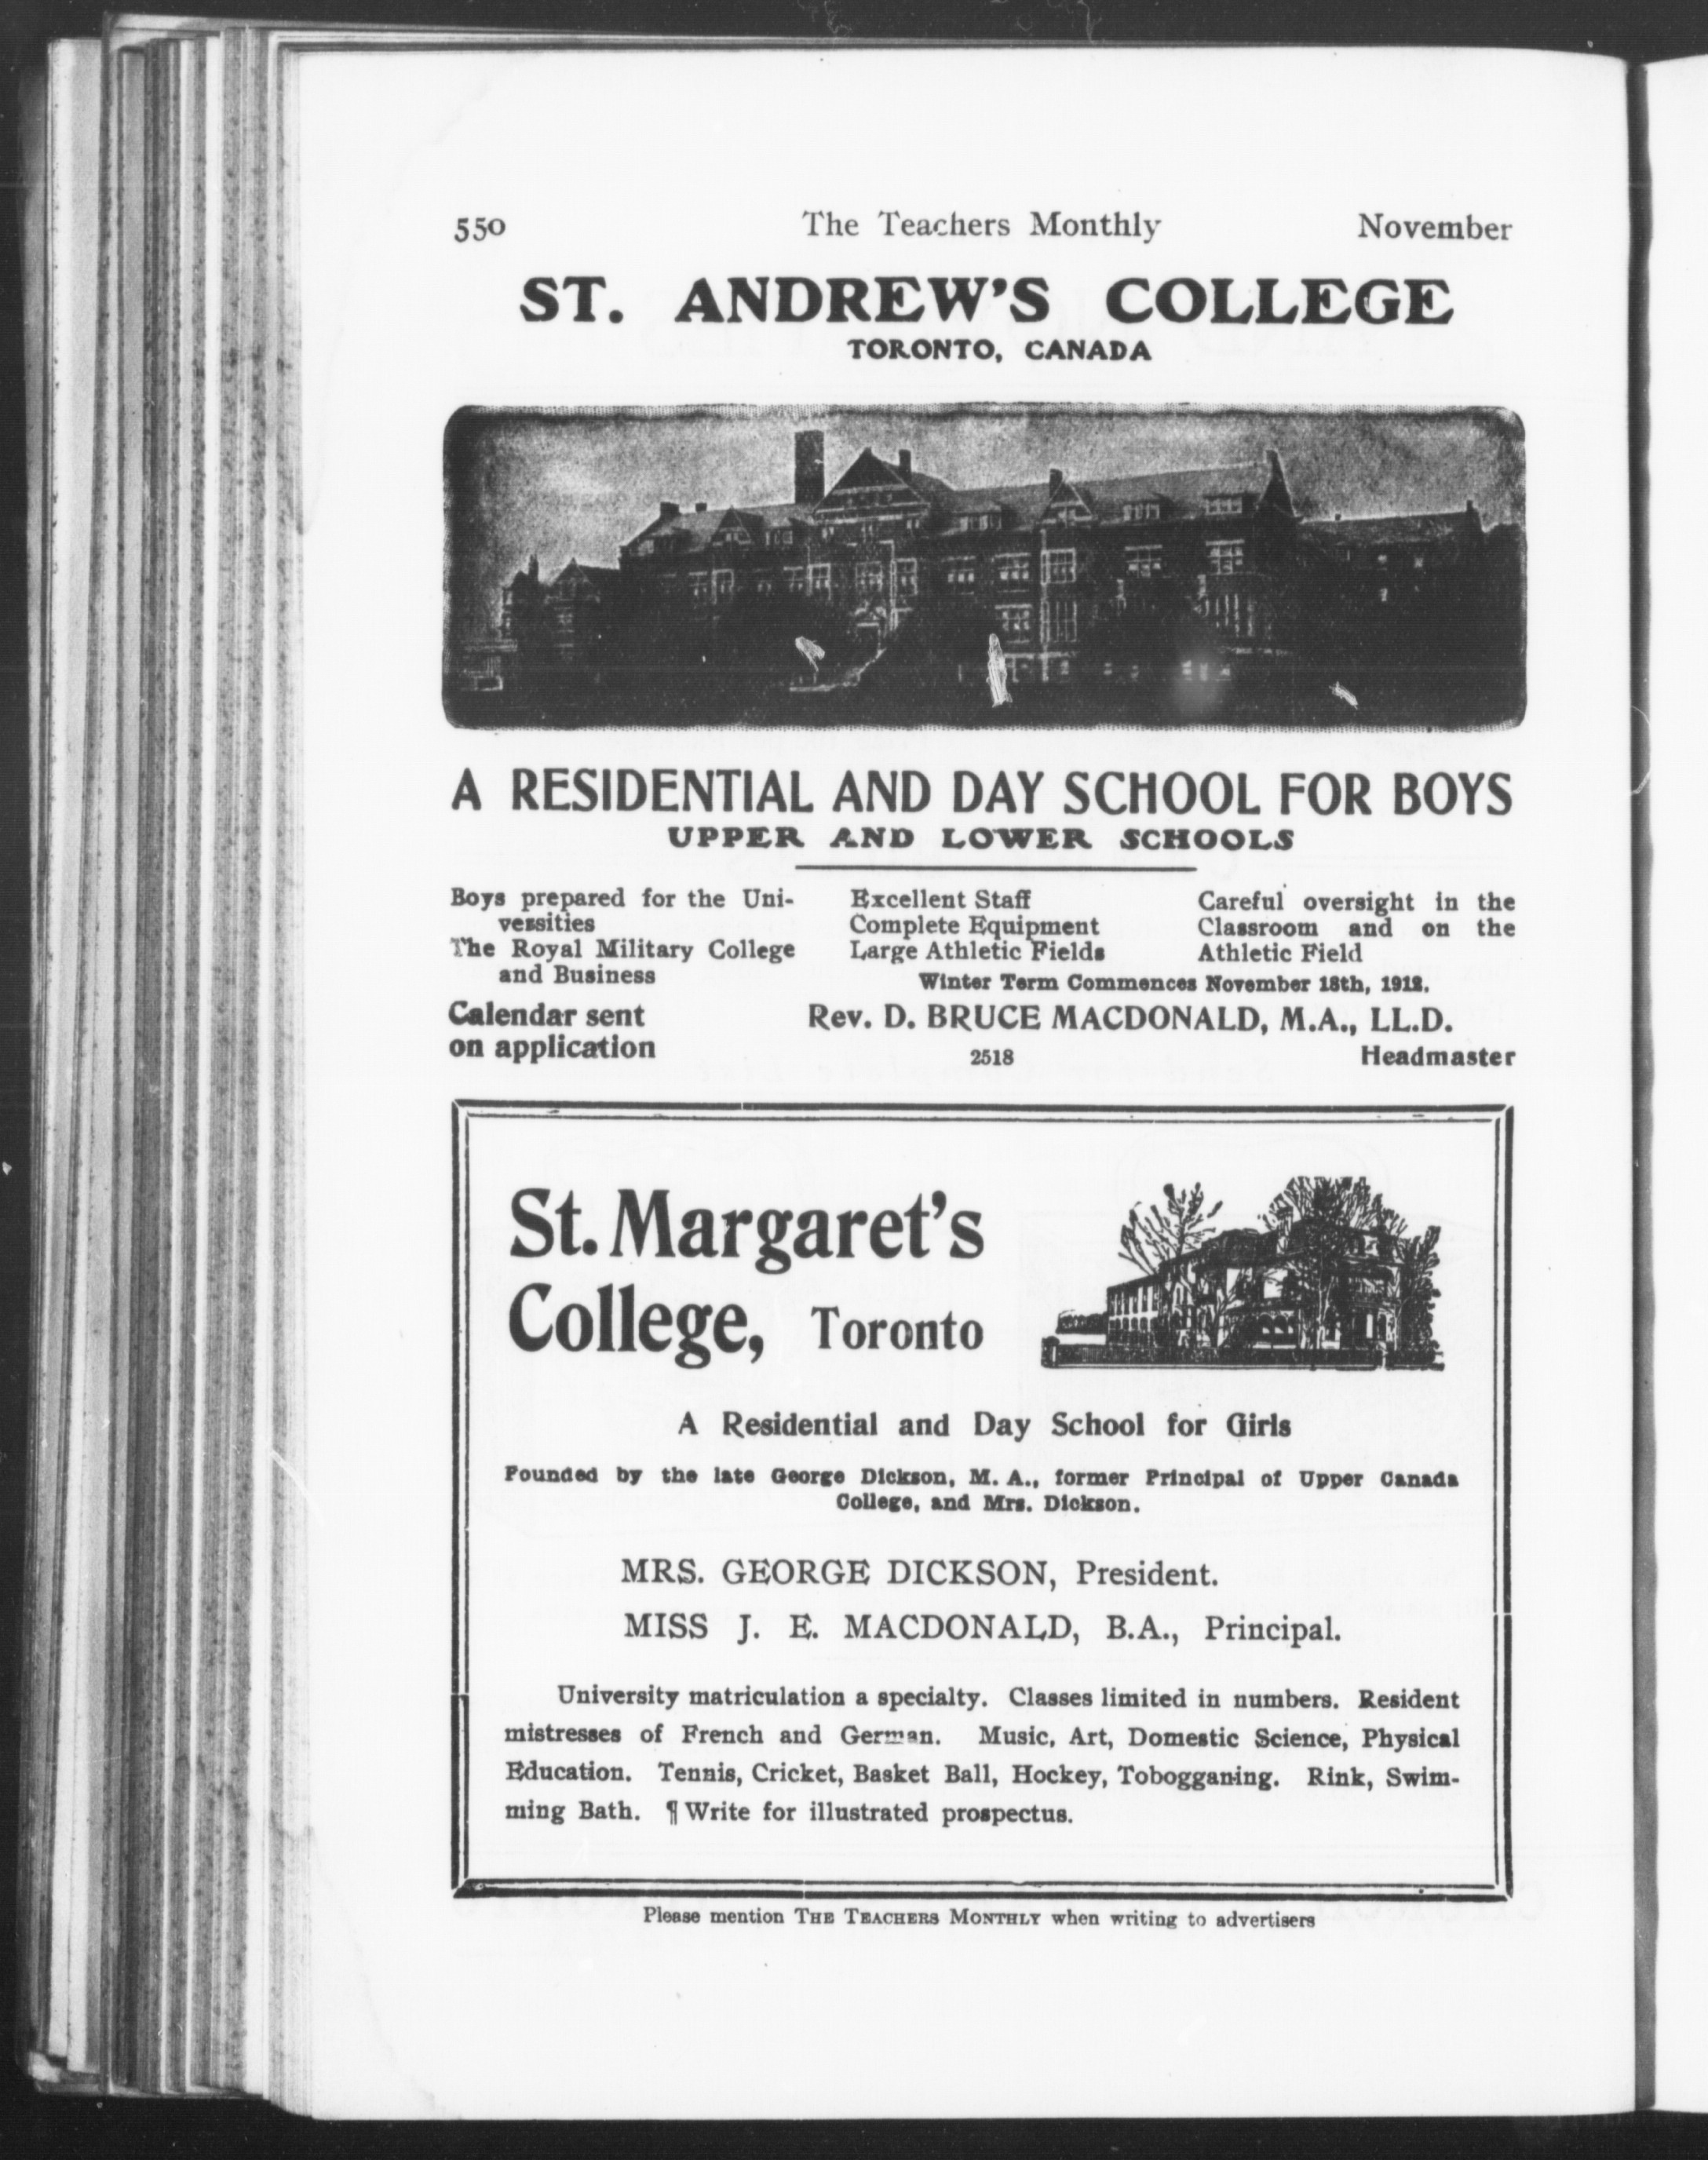 550 The Teachers Monthly November
ST. ANDREW'S COLLEGE
TORONTO, CANADA
A RESIDENTIAL AND DAY SCHOOL FOR BOYS
UPPER AND LOWER SCHOOLS
Boys prepared for the Uni-
vessities
The Royal Military College
and Business
Excellent Staff
Complete Equipment
Large Athletic Fields
Careful oversight in the
Classroom and on the
Athletic Field
Winter Term Commences November 18th, 1912.
Calendar sent
on application
Rev. D. BRUCE MACDONALD, M.A., LL.D.
2518 Headmaster
St. Margaret's
College, Toronto
A Residential and Day School for Girls
Founded by the late George Dickson, M. A., former Principal of Upper Canada
College, and Mrs. Dickson.
MRS. GEORGE DICKSON, President.
MISS J. E. MACDONALD, B.A., Principal.
University matriculation a specialty. Classes limited in numbers. Resident
mistresses of French and German. Music, Art, Domestic Science, Physical
Education. Tennis, Cricket, Basket Ball, Hockey, Tobogganing. Rink, Swim-
ming Bath. ¶ Write for illustrated prospectus.
Please mention THE TEACHERS MONTHLY when writing to advertisers